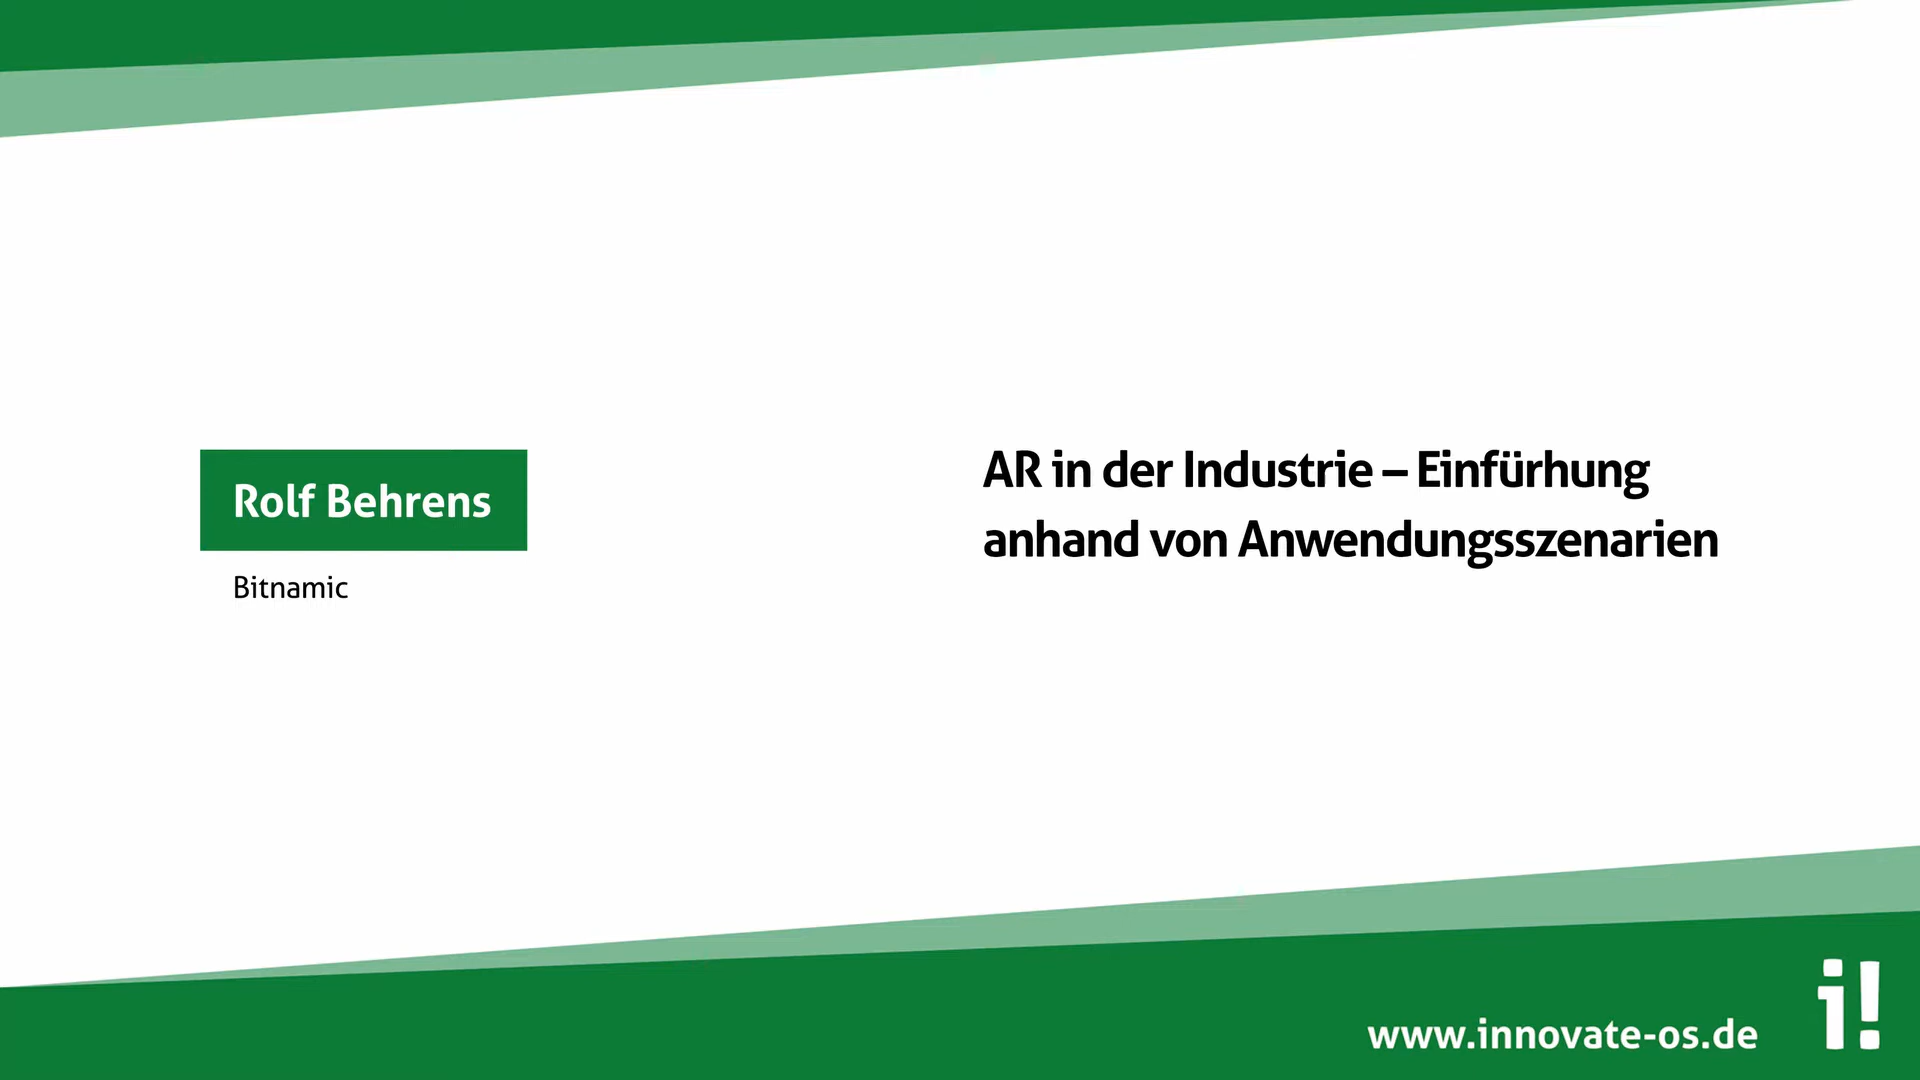 Rolf Behrens
Bitnamic
AR in der Industrie – Einfürhung
anhand von Anwendungsszenarien
www.innovate-os.de
i!